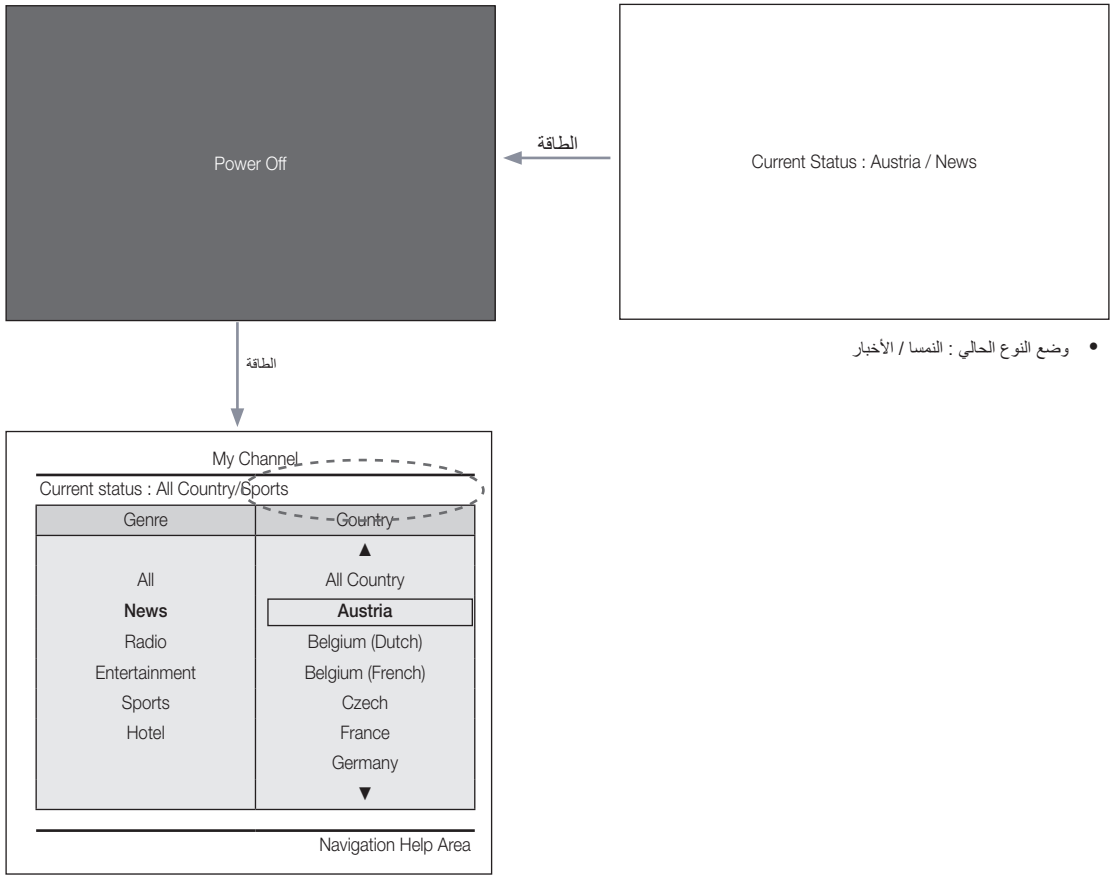 Power Off
الطاقة
Current Status : Austria / News
• وضع النوع الحالي : النمسا / الأخبار
الطاقة
My Channel
Current status : All Country/Sports
Genre Country
▲
All All Country
News Austria
Radio Belgium (Dutch)
Entertainment Belgium (French)
Sports Czech
Hotel France
Germany
▼
Navigation Help Area